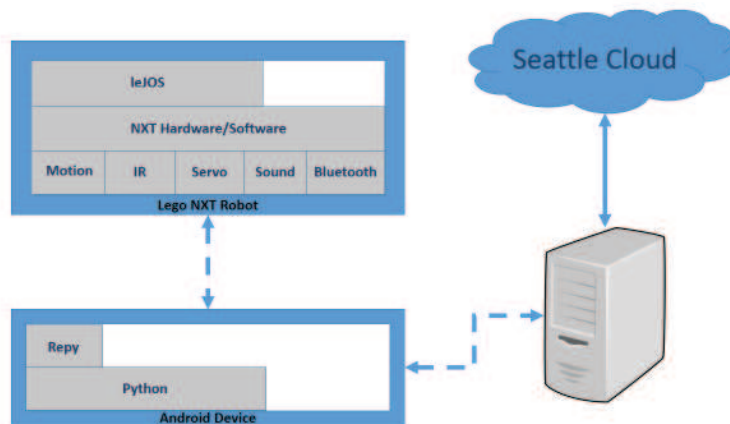 leJOS
NXT Hardware/Software
Motion IR Servo Sound Bluetooth
Lego NXT Robot
Seattle Cloud
Repy
Python
Android Device